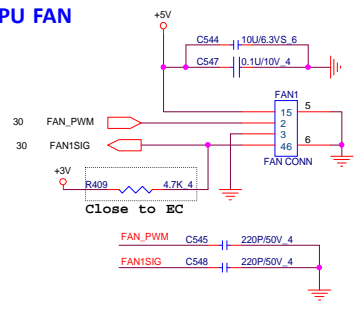 PU FAN
+5V
C544 10U/6.3VS_6
C547 0.1U/10V_4
FAN1
15 5
30 FAN_PWM 2
3
30 FAN1SIG 46 6
FAN CONN
+3V
R409 4.7K_4
Close to EC
FAN_PWM C545 220P/50V_4
FAN1SIG C548 220P/50V_4